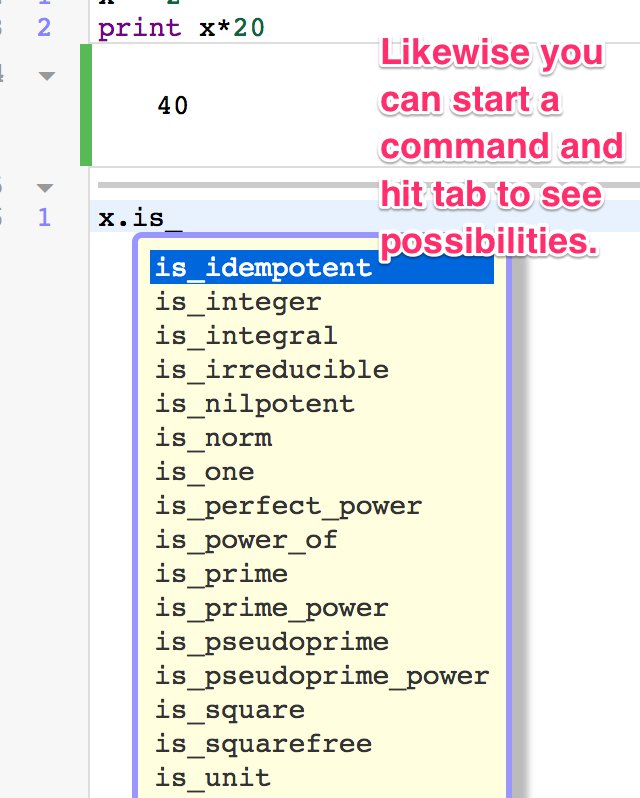 2 print x*20
40
Likewise you
can start a
command and
hit tab to see
possibilities.
1 x.is_
is_idempotent
is_integer
is_integral
is_irreducible
is_nilpotent
is_norm
is_one
is_perfect_power
is_power_of
is_prime
is_prime_power
is_pseudoprime
is_pseudoprime_power
is_square
is_squarefree
is_unit